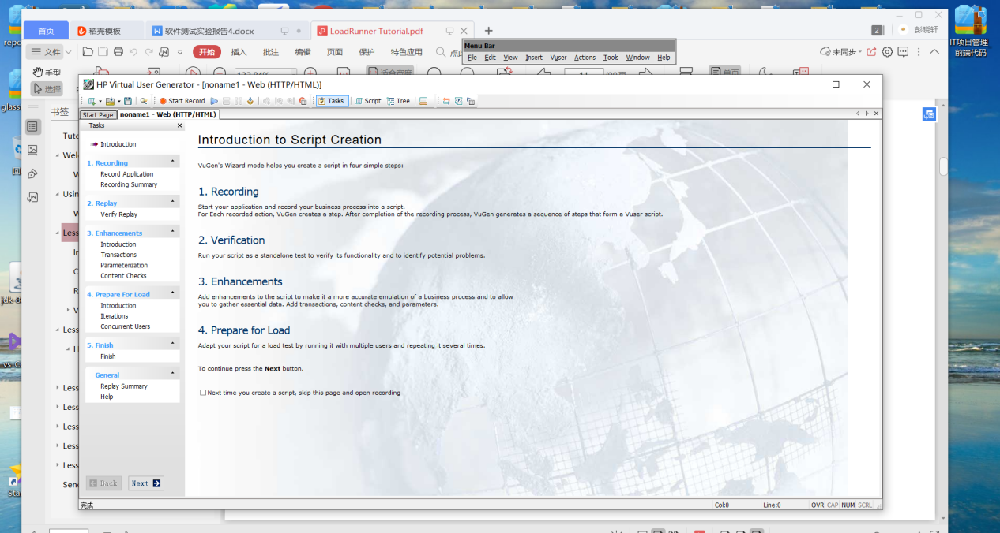 首页
稻壳模板
软件测试实验报告4.docx
LoadRunner Tutorial.pdf
2
彭晓轩
IT项目管理_
前端代码
文件
开始
插入
批注
编辑
页面
保护
特色应用
未同步
Menu Bar
File Edit View Insert Vuser Actions Tools Window Help
手型
选择
书签
HP Virtual User Generator - [noname1 - Web (HTTP/HTML)]
Start Record
Tasks
Script
Tree
Start Page
noname1 - Web (HTTP/HTML)
Tasks
Introduction
1. Recording
Record Application
Recording Summary
2. Replay
Verify Replay
3. Enhancements
Introduction
Transactions
Parameterization
Content Checks
4. Prepare For Load
Introduction
Iterations
Concurrent Users
5. Finish
Finish
General
Replay Summary
Help
Back
Next
Introduction to Script Creation
VuGen's Wizard mode helps you create a script in four simple steps:
1. Recording
Start your application and record your business process into a script.
For Each recorded action, VuGen creates a step. After completion of the recording process, VuGen generates a sequence of steps that form a Vuser script.
2. Verification
Run your script as a standalone test to verify its functionality and to identify potential problems.
3. Enhancements
Add enhancements to the script to make it a more accurate emulation of a business process and to allow
you to gather essential data. Add transactions, content checks, and parameters.
4. Prepare for Load
Adapt your script for a load test by running it with multiple users and repeating it several times.
To continue press the Next button.
Next time you create a script, skip this page and open recording
完成
Col:0
Line:0
OVR CAP NUM SCRL